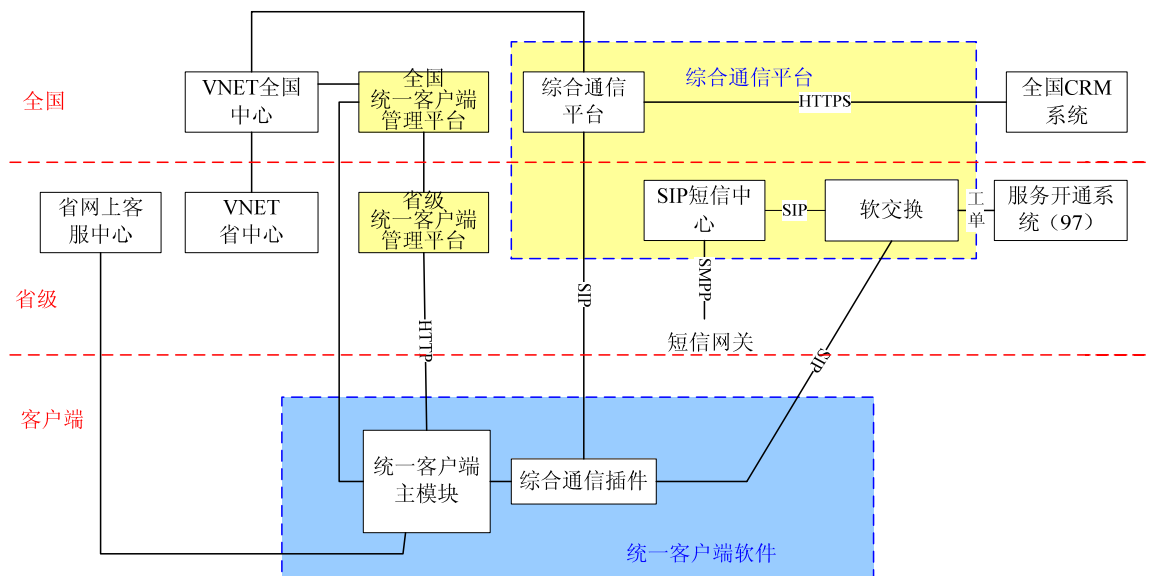 全国
VNET全国
中心
全国
统一客户端
管理平台
综合通信
平台
综合通信平台
HTTPS
全国CRM
系统
省网上客
服中心
VNET
省中心
省级
统一客户端
管理平台
SIP短信中
心
SIP
软交换
工
单
服务开通系
统（97）
省级
HTTP
SIP
SMPP
短信网关
SIP
客户端
统一客户端
主模块
综合通信插件
统一客户端软件